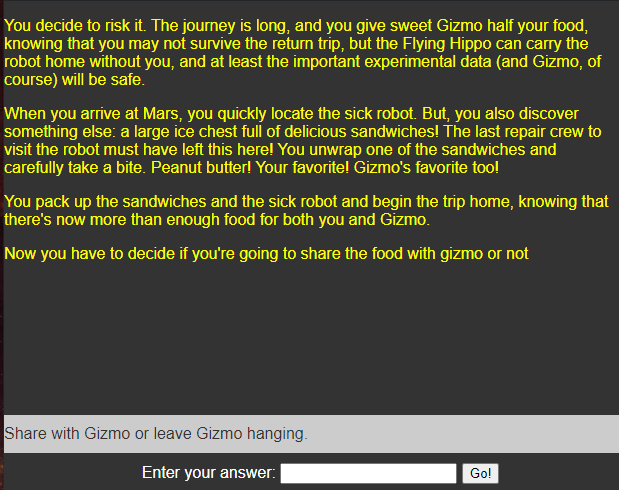 You decide to risk it. The journey is long, and you give sweet Gizmo half your food,
knowing that you may not survive the return trip, but the Flying Hippo can carry the
robot home without you, and at least the important experimental data (and Gizmo, of
course) will be safe.
When you arrive at Mars, you quickly locate the sick robot. But, you also discover
something else: a large ice chest full of delicious sandwiches! The last repair crew to
visit the robot must have left this here! You unwrap one of the sandwiches and
carefully take a bite. Peanut butter! Your favorite! Gizmo's favorite too!
You pack up the sandwiches and the sick robot and begin the trip home, knowing that
there's now more than enough food for both you and Gizmo.
Now you have to decide if you're going to share the food with gizmo or not
Share with Gizmo or leave Gizmo hanging.
Enter your answer: Go!